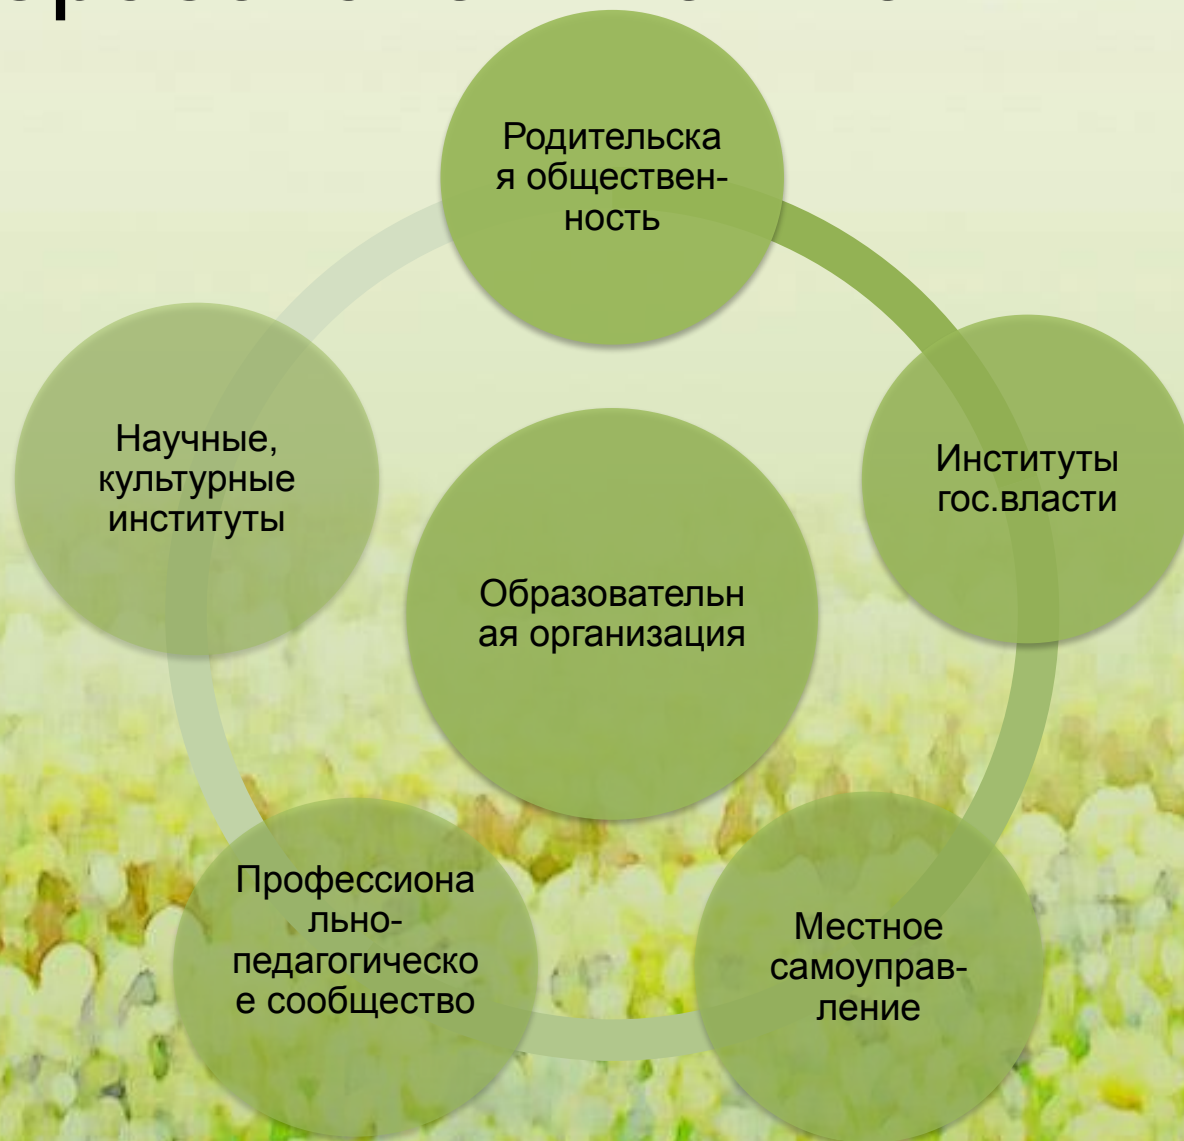 Родительска
я обществен-
ность
Институты
гос.власти
Местное
самоуправ-
ление
Профессиона
льно-
педагогическо
е сообщество
Научные,
культурные
институты
Образовательн
ая организация